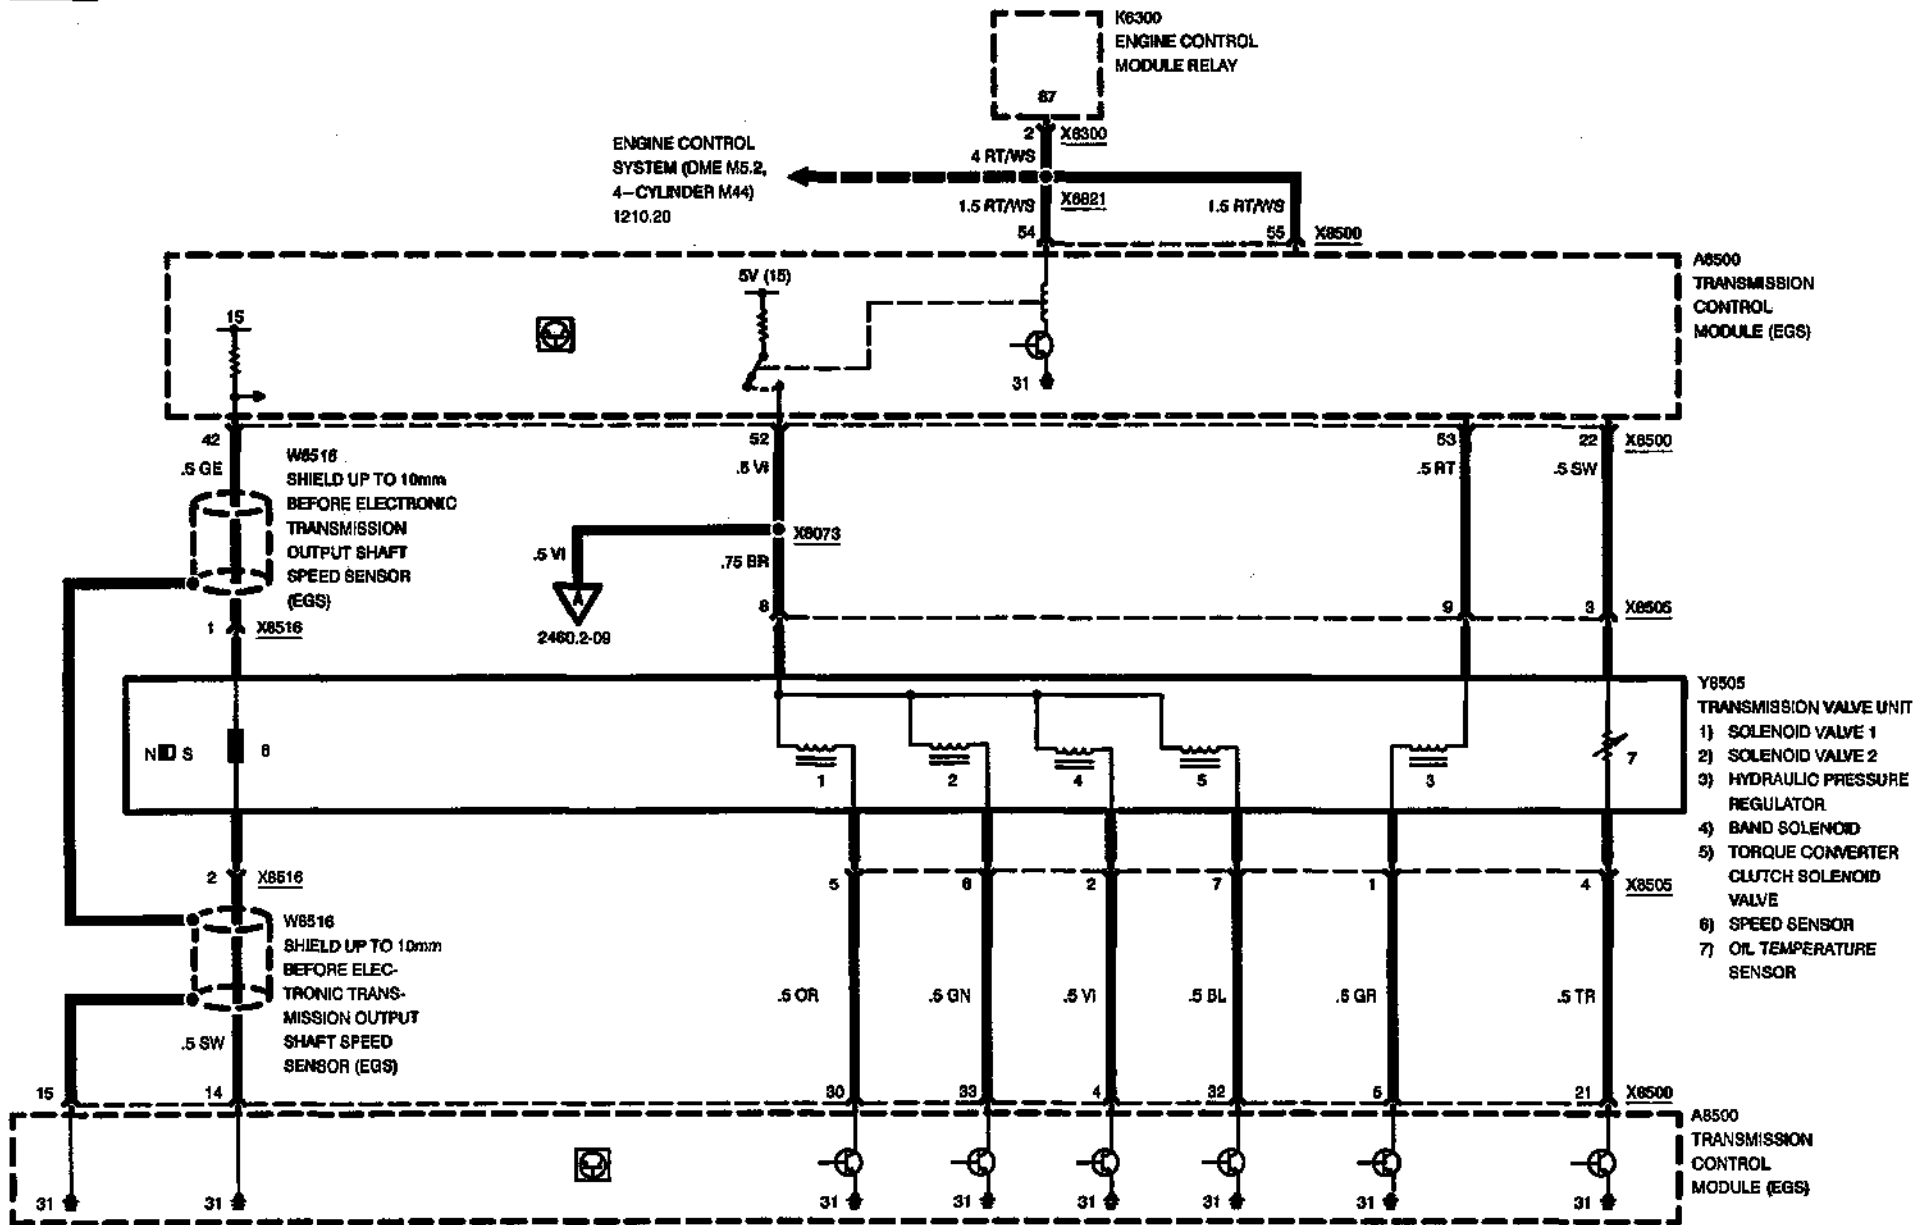 K6300
ENGINE CONTROL
MODULE RELAY
87
2 X6300
4 RT/WS
ENGINE CONTROL
SYSTEM (DME M5.2,
4-CYLINDER M44)
1210.20
X6821
1.5 RT/WS
1.5 RT/WS
54
55 X8500
A8500
TRANSMISSION
CONTROL
MODULE (EGS)
5V (15)
15
31
42
52
53
22 X8500
.5 GE
.5 VI
.5 RT
.5 SW
W8516
SHIELD UP TO 10mm
BEFORE ELECTRONIC
TRANSMISSION
OUTPUT SHAFT
SPEED SENSOR
(EGS)
X8073
.5 VI
.75 BR
A
2460.2-09
1 X8516
8
9
3 X8505
Y8505
TRANSMISSION VALVE UNIT
1) SOLENOID VALVE 1
2) SOLENOID VALVE 2
3) HYDRAULIC PRESSURE
REGULATOR
4) BAND SOLENOID
5) TORQUE CONVERTER
CLUTCH SOLENOID
VALVE
6) SPEED SENSOR
7) OIL TEMPERATURE
SENSOR
N S
6
1
2
4
5
3
7
2 X8516
5
6
2
7
1
4 X8505
W8516
SHIELD UP TO 10mm
BEFORE ELEC-
TRONIC TRANS-
MISSION OUTPUT
SHAFT SPEED
SENSOR (EGS)
.5 SW
.5 OR
.5 GN
.5 VI
.5 BL
.5 GR
.5 TR
15
14
30
33
4
32
5
21 X8500
A8500
TRANSMISSION
CONTROL
MODULE (EGS)
31
31
31
31
31
31
31
31